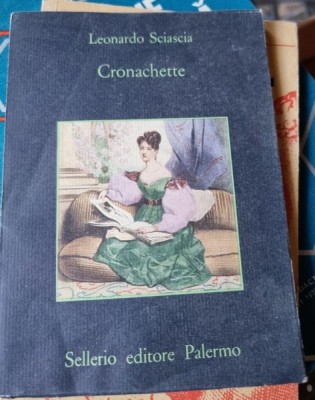 Leonardo Sciascia
Cronachette
Sellerio editore Palermo